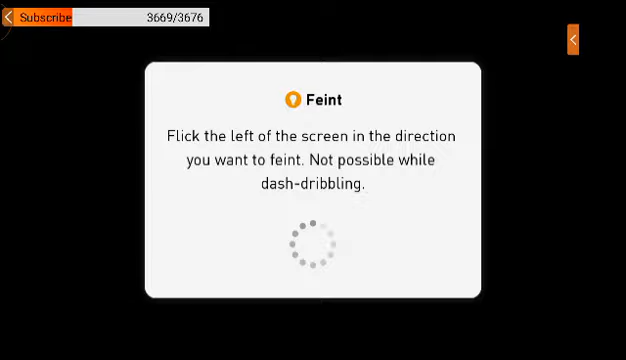 Subscribe 3669/3676
Feint
Flick the left of the screen in the direction
you want to feint. Not possible while
dash-dribbling.